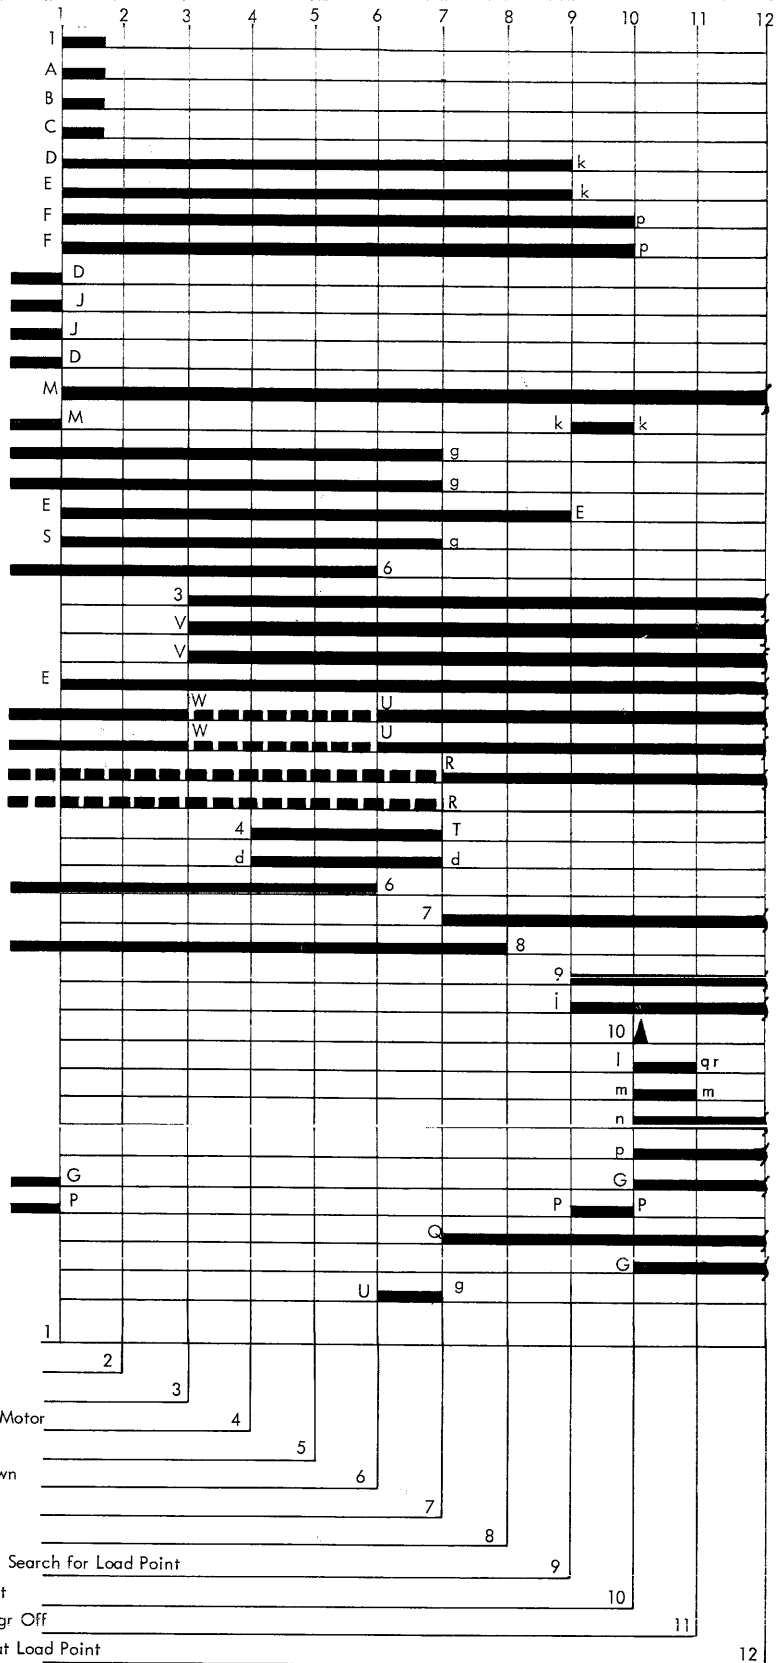 1 2 3 4 5 6 7 8 9 10 11 12
1
A
B
C
D k
E k
F p
F p
D
J
J
D
M
M k k
g
g
E E
S g
6
3
V
V
E
W U
W U
R
R
4 T
d d
6
7
8
9
i
10
l qr
m m
n
p
G G
P P P
Q
G
U g
1
2
3
Motor 4
5
wn 6
7
8
Search for Load Point 9
t 10
gr Off 11
at Load Point 12